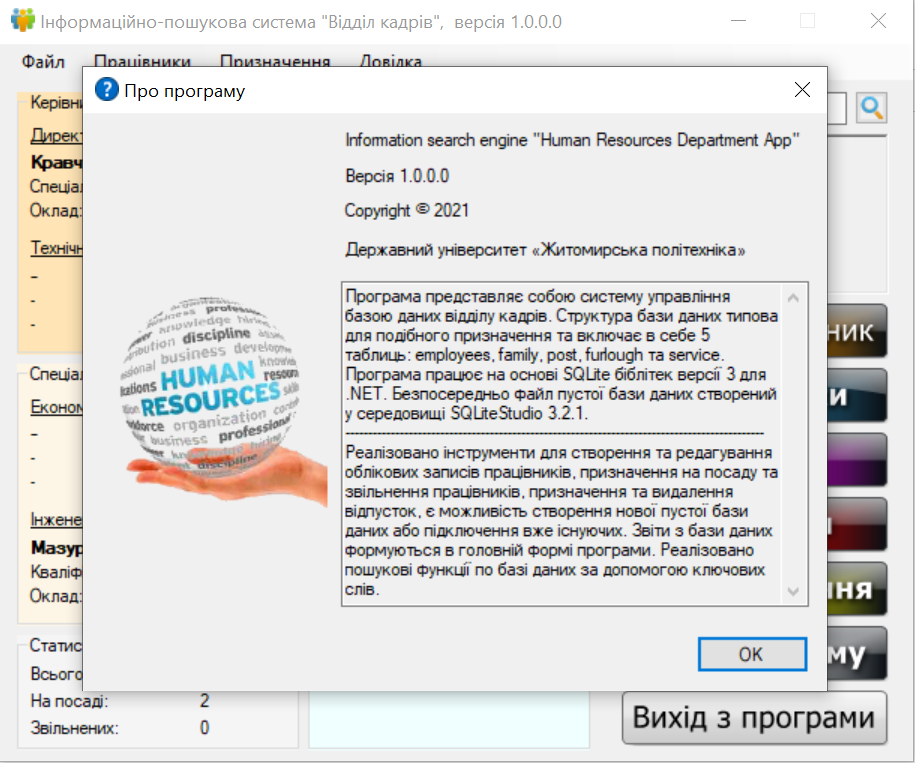 Інформаційно-пошукова система "Відділ кадрів", версія 1.0.0.0
Файл Працівники Призначення Довідка
Про програму
Information search engine "Human Resources Department App"
Версія 1.0.0.0
Copyright © 2021
Державний університет «Житомирська політехніка»
Програма представляє собою систему управління
базою даних відділу кадрів. Структура бази даних типова
для подібного призначення та включає в себе 5
таблиць: employees, family, post, furlough та service.
Програма працює на основі SQLite біблітек версії 3 для
.NET. Безпосередньо файл пустої бази даних створений
у середовищі SQLiteStudio 3.2.1.
--------------------------------------------------------------------------------
Реалізовано інструменти для створення та редагування
облікових записів працівників, призначення на посаду та
звільнення працівників, призначення та видалення
відпусток, є можливість створення нової пустої бази
даних або підключення вже існуючих. Звіти з бази даних
формуються в головній формі програми. Реалізовано
пошукові функції по базі даних за допомогою ключових
слів.
OK
knowledge
discipline
business develop
HUMAN
RESOURCES
organization
business professional
discipline
Керівн
Дирек
Кравч
Спеціа
Оклад:
Техніч
-
-
-
Спеціа
Економ
-
-
-
Інжене
Мазур
Кваліф
Оклад:
Статис
Всього
На посаді: 2
Звільнених: 0
ник
и
ння
му
Вихід з програми